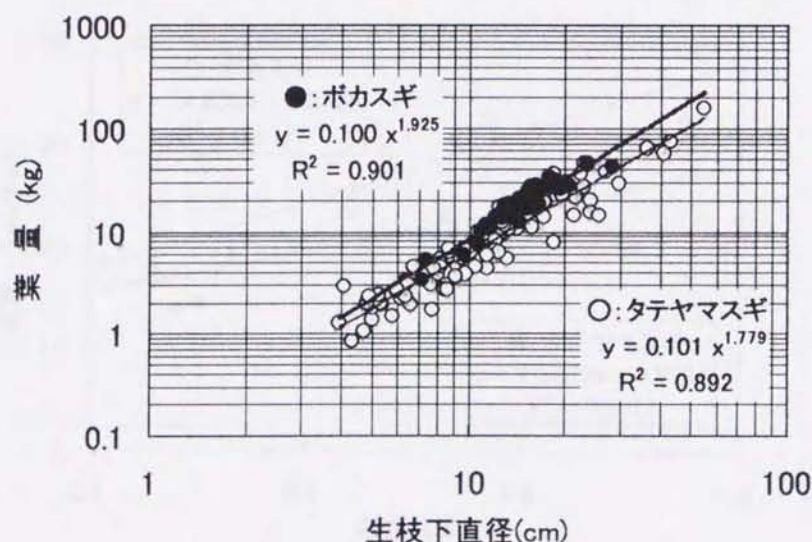 1000
100
10
1
0.1
葉 量 (kg)
●:ボカスギ
y = 0.100 x^1.925
R² = 0.901
○:タテヤマスギ
y = 0.101 x^1.779
R² = 0.892
1
10
100
生枝下直径(cm)